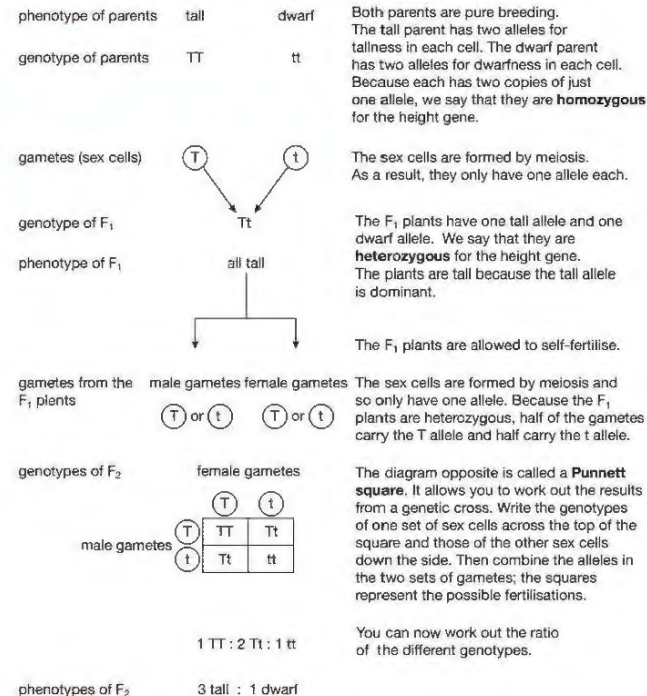 phenotype of parents tall dwarf
Both parents are pure breeding.
The tall parent has two alleles for
tallness in each cell. The dwarf parent
genotype of parents TT tt
has two alleles for dwarfness in each cell.
Because each has two copies of just
one allele, we say that they are homozygous
for the height gene.
gametes (sex cells) T t
The sex cells are formed by meiosis.
As a result, they only have one allele each.
genotype of F₁ Tt
The F₁ plants have one tall allele and one
dwarf allele. We say that they are
heterozygous for the height gene.
phenotype of F₁ all tall
The plants are tall because the tall allele
is dominant.
The F₁ plants are allowed to self-fertilise.
gametes from the male gametes female gametes
F₁ plants
T or t T or t
The sex cells are formed by meiosis and
so only have one allele. Because the F₁
plants are heterozygous, half of the gametes
carry the T allele and half carry the t allele.
genotypes of F₂ female gametes
T t
male gametes T TT Tt
t Tt tt
The diagram opposite is called a Punnett
square. It allows you to work out the results
from a genetic cross. Write the genotypes
of one set of sex cells across the top of the
square and those of the other sex cells
down the side. Then combine the alleles in
the two sets of gametes; the squares
represent the possible fertilisations.
1 TT : 2 Tt : 1 tt
You can now work out the ratio
of the different genotypes.
phenotypes of F₂ 3 tall : 1 dwarf